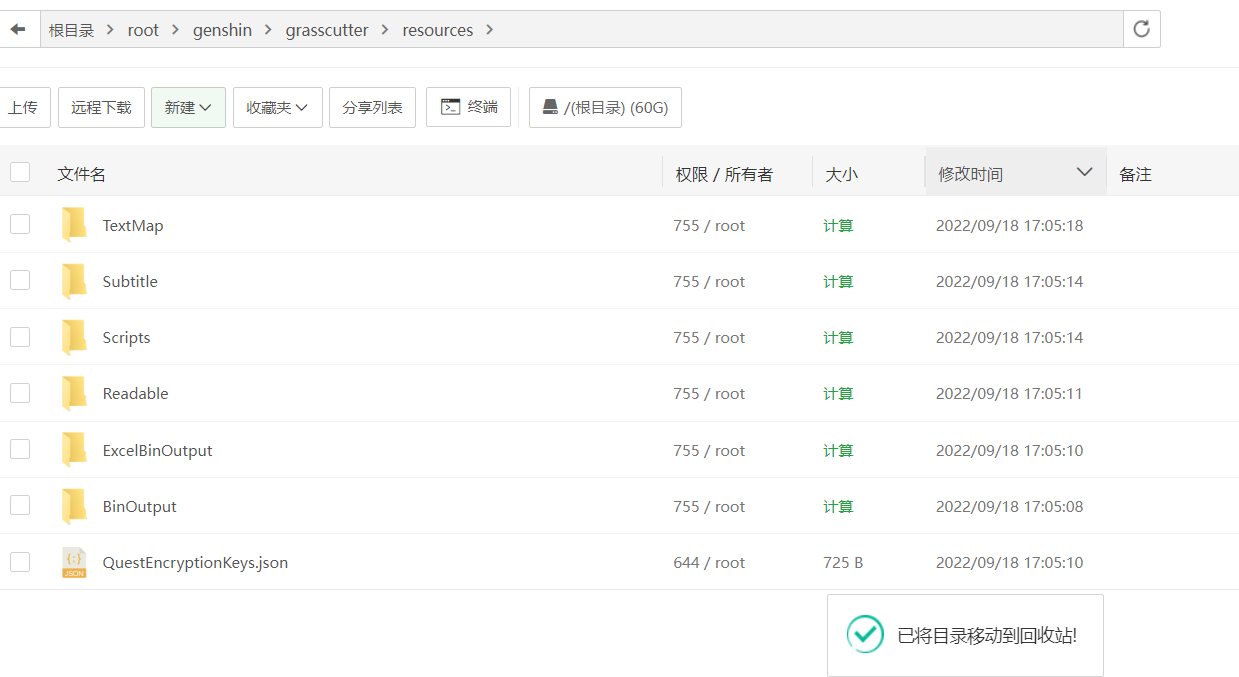 根目录 > root > genshin > grasscutter > resources >
上传 远程下载 新建 收藏夹 分享列表 终端 /(根目录) (60G)
文件名 权限 / 所有者 大小 修改时间 备注
TextMap 755 / root 计算 2022/09/18 17:05:18
Subtitle 755 / root 计算 2022/09/18 17:05:14
Scripts 755 / root 计算 2022/09/18 17:05:14
Readable 755 / root 计算 2022/09/18 17:05:11
ExcelBinOutput 755 / root 计算 2022/09/18 17:05:10
BinOutput 755 / root 计算 2022/09/18 17:05:08
{:}
JSON
QuestEncryptionKeys.json 644 / root 725 B 2022/09/18 17:05:10
已将目录移动到回收站!